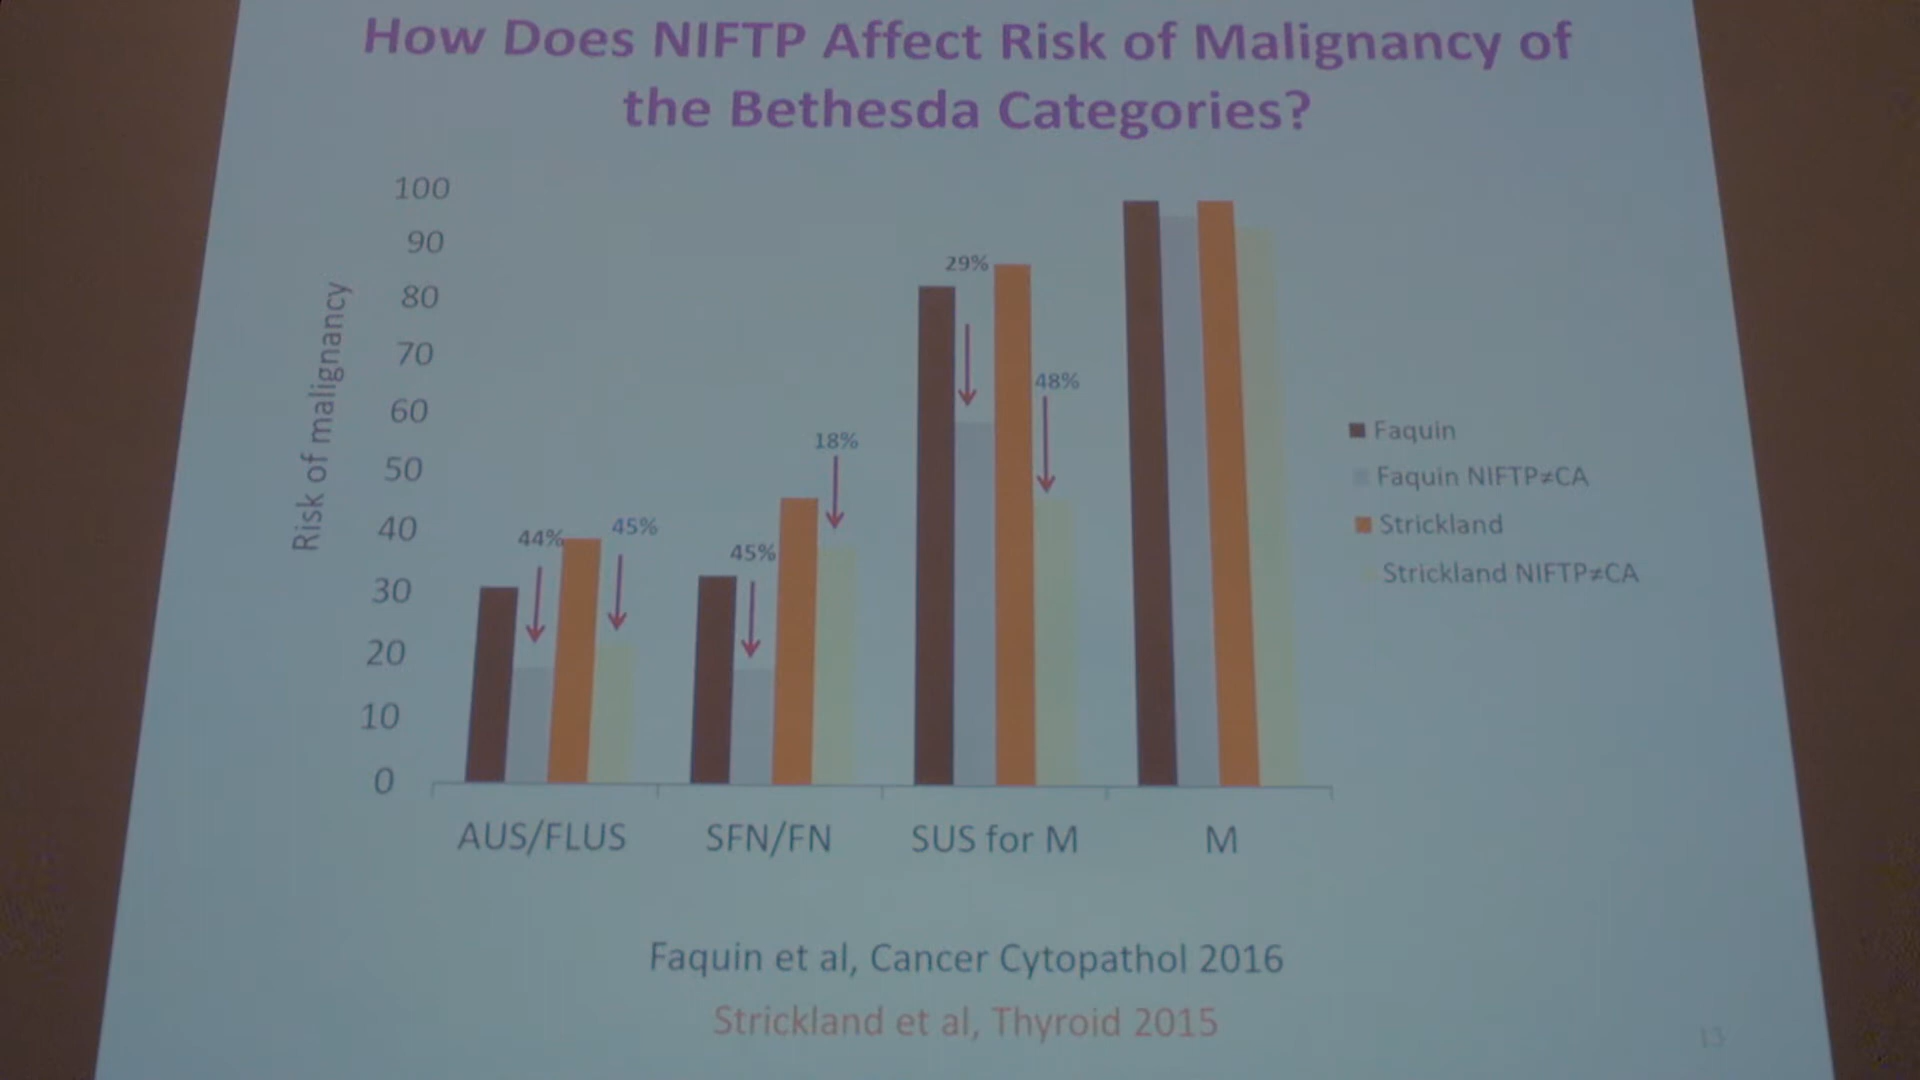 How Does NIFTP Affect Risk of Malignancy of
the Bethesda Categories?
Risk of malignancy
100
90
80
70
60
50
40
30
20
10
0
44%
45%
45%
18%
29%
48%
AUS/FLUS
SFN/FN
SUS for M
M
Faquin
Faquin NIFTP≠CA
Strickland
Strickland NIFTP≠CA
Faquin et al, Cancer Cytopathol 2016
Strickland et al, Thyroid 2015
13